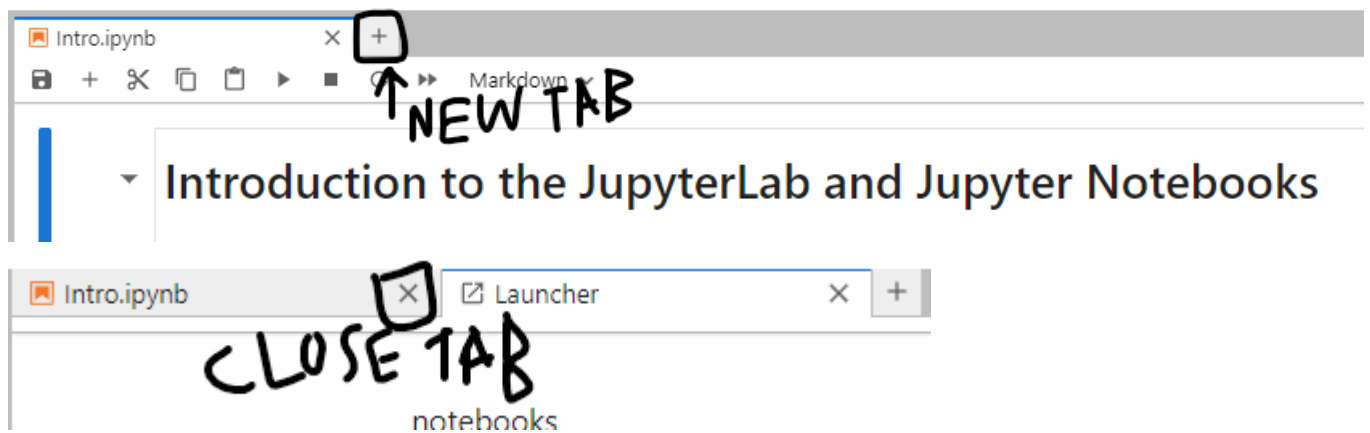 Intro.ipynb
Markdown
NEW TAB
Introduction to the JupyterLab and Jupyter Notebooks
Intro.ipynb Launcher
CLOSE TAB
notebooks